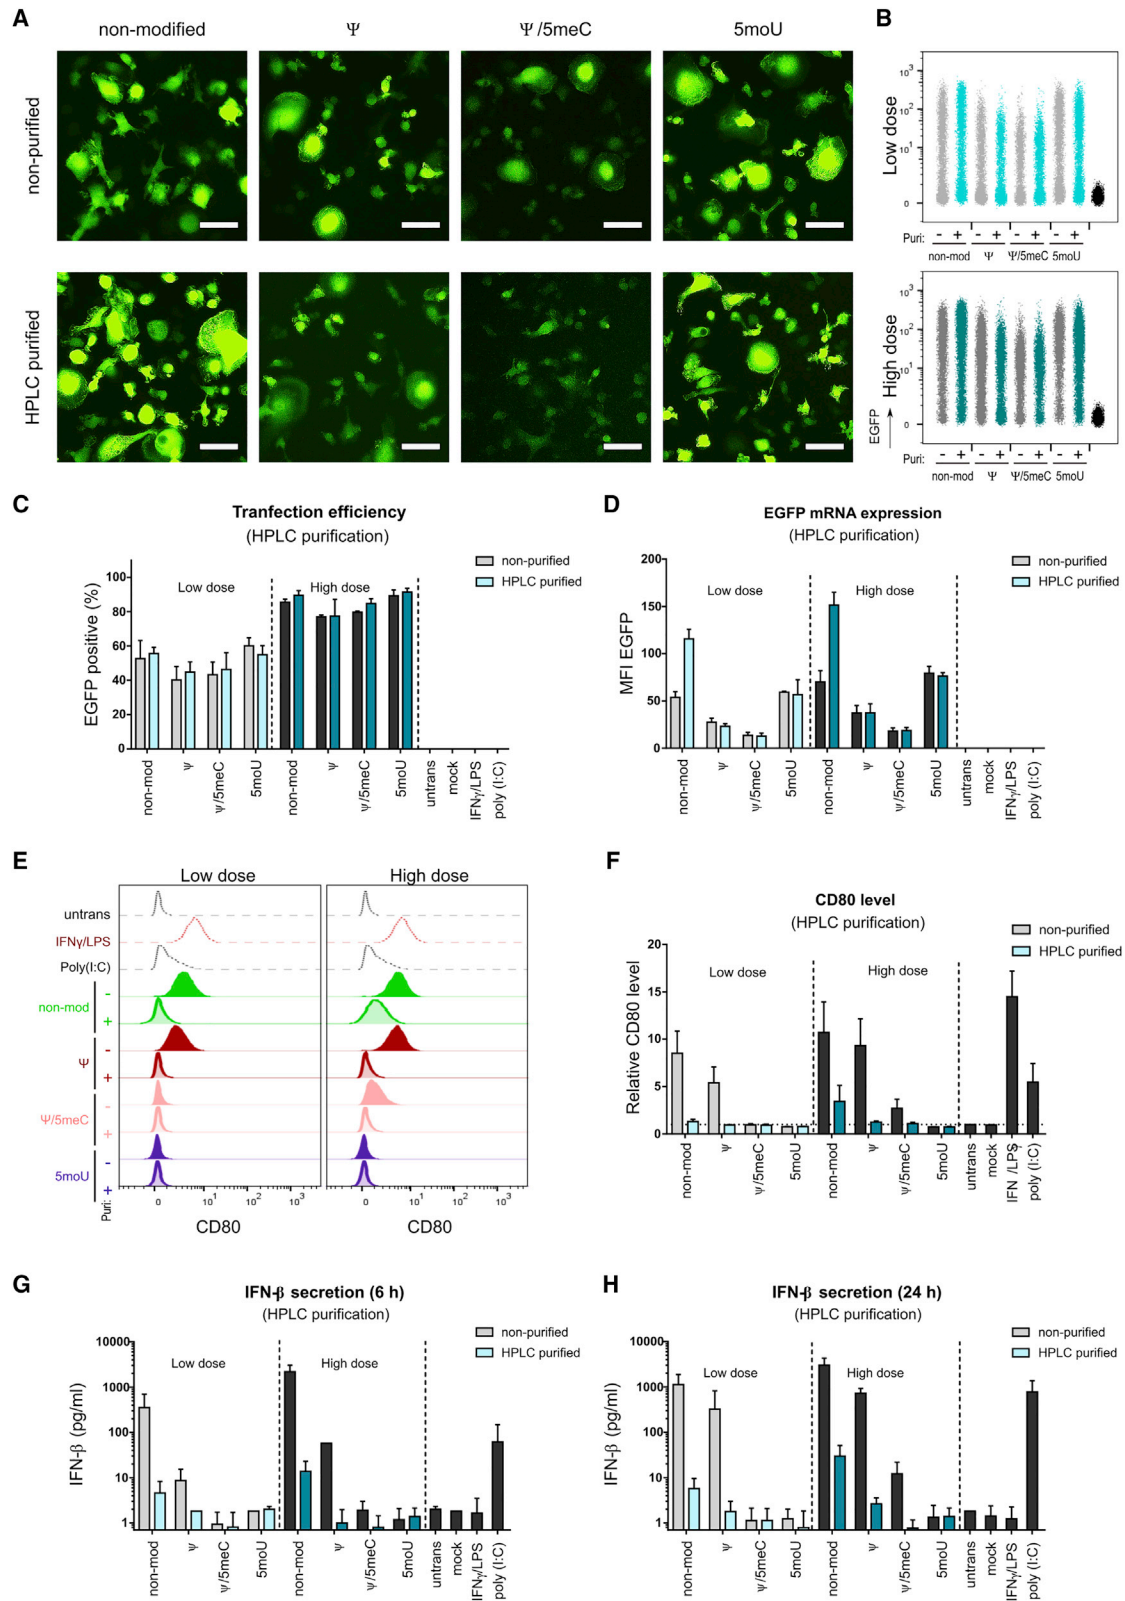 A
non-modified
Ψ
Ψ/5meC
5moU
non-purified
HPLC purified
B
Low dose
10³
10²
10¹
0
Puri: - + - + - + - +
non-mod Ψ Ψ/5meC 5moU
High dose
EGFP
10³
10²
10¹
0
Puri: - + - + - + - +
non-mod Ψ Ψ/5meC 5moU
C
Tranfection efficiency
(HPLC purification)
non-purified
HPLC purified
Low dose
High dose
EGFP positive (%)
100
80
60
40
20
0
non-mod
ψ
ψ/5meC
5moU
non-mod
ψ
ψ/5meC
5moU
untrans
mock
IFNγ/LPS
poly (I:C)
D
EGFP mRNA expression
(HPLC purification)
non-purified
HPLC purified
Low dose
High dose
MFI EGFP
200
150
100
50
0
non-mod
ψ
ψ/5meC
5moU
non-mod
ψ
ψ/5meC
5moU
untrans
mock
IFNγ/LPS
poly (I:C)
E
Low dose
High dose
untrans
IFNγ/LPS
Poly(I:C)
non-mod
-
+
Ψ
-
+
Ψ/5meC
-
+
5moU
-
+
Puri:
0 10¹ 10² 10³
0 10¹ 10² 10³
CD80
CD80
F
CD80 level
(HPLC purification)
non-purified
HPLC purified
Low dose
High dose
Relative CD80 level
20
15
10
5
0
non-mod
ψ
ψ/5meC
5moU
non-mod
ψ
ψ/5meC
5moU
untrans
mock
IFN /LPS
poly (I:C)
G
IFN-β secretion (6 h)
(HPLC purification)
non-purified
HPLC purified
Low dose
High dose
IFN-β (pg/ml)
10000
1000
100
10
1
non-mod
ψ
ψ/5meC
5moU
non-mod
ψ
ψ/5meC
5moU
untrans
mock
IFNγ/LPS
poly (I:C)
H
IFN-β secretion (24 h)
(HPLC purification)
non-purified
HPLC purified
Low dose
High dose
IFN-β (pg/ml)
10000
1000
100
10
1
non-mod
ψ
ψ/5meC
5moU
non-mod
ψ
ψ/5meC
5moU
untrans
mock
IFNγ/LPS
poly (I:C)